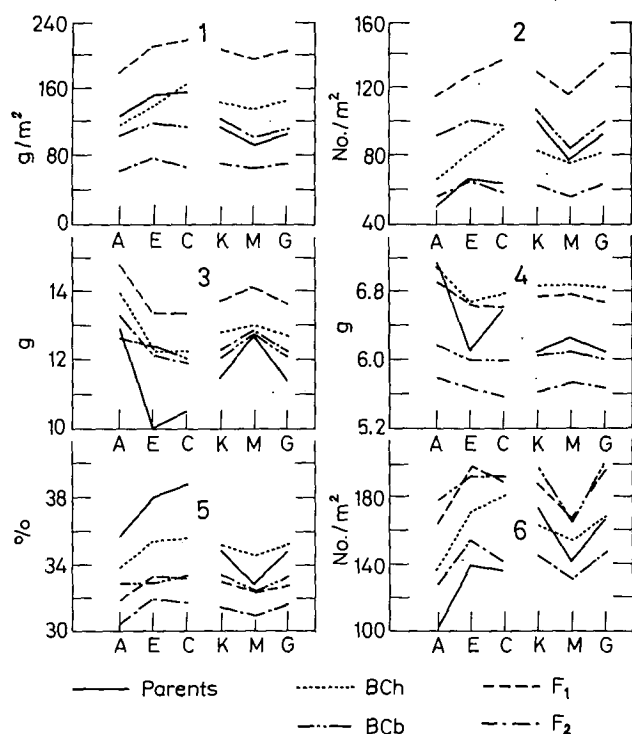 240
160
80
0
g/m²
1
A E C K M G
160
120
80
40
No./m²
2
A E C K M G
14
12
10
g
3
A E C K M G
6.8
6.0
5.2
g
4
A E C K M G
38
34
30
%
5
A E C K M G
180
140
100
No./m²
6
A E C K M G
Parents
BCh
F₁
BCb
F₂